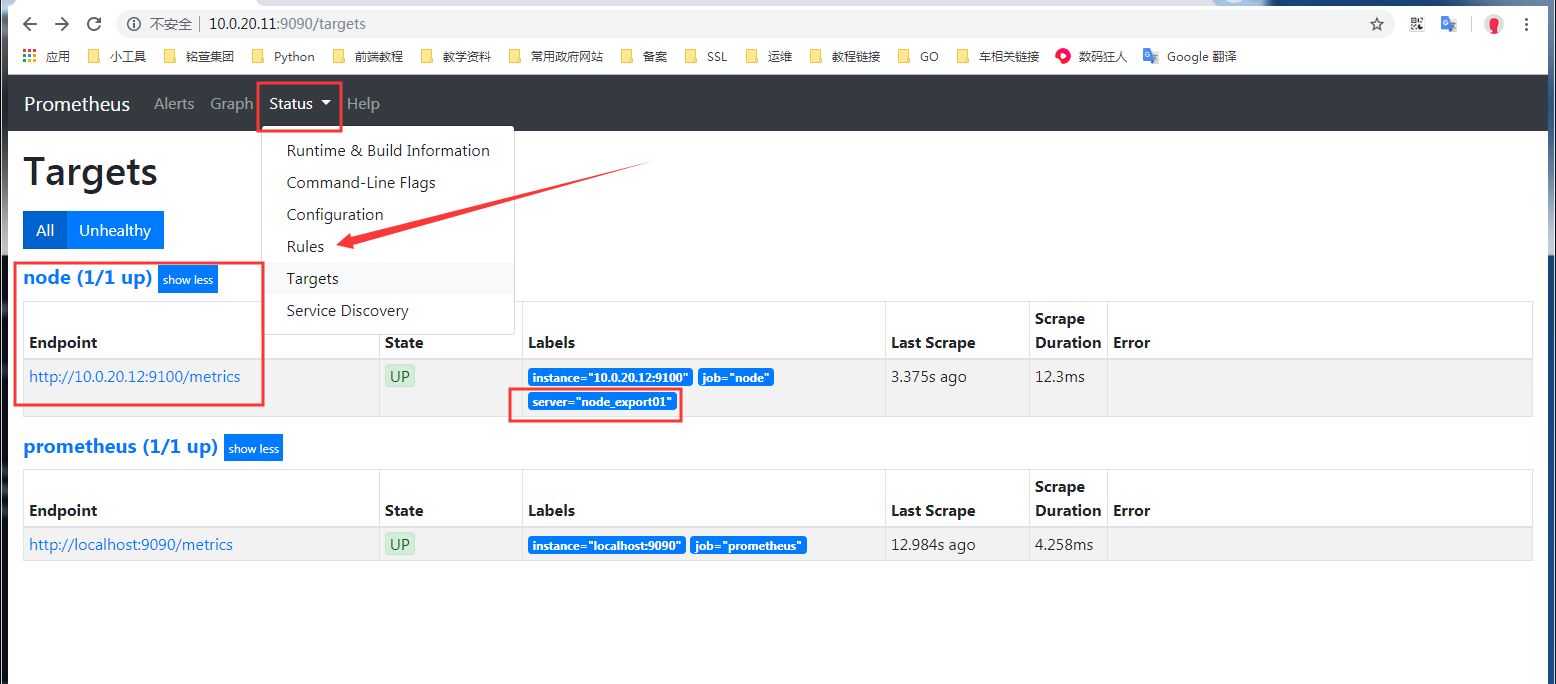 不安全 10.0.20.11:9090/targets
应用 小工具 铭萱集团 Python 前端教程 教学资料 常用政府网站 备案 SSL 运维 教程链接 GO 车相关链接 数码狂人 Google 翻译
Prometheus Alerts Graph Status Help
Runtime & Build Information
Command-Line Flags
Configuration
Rules
Targets
Service Discovery
Targets
All Unhealthy
node (1/1 up) show less
Endpoint State Labels Last Scrape Scrape Duration Error
http://10.0.20.12:9100/metrics UP instance="10.0.20.12:9100" job="node" 3.375s ago 12.3ms
server="node_export01"
prometheus (1/1 up) show less
Endpoint State Labels Last Scrape Scrape Duration Error
http://localhost:9090/metrics UP instance="localhost:9090" job="prometheus" 12.984s ago 4.258ms